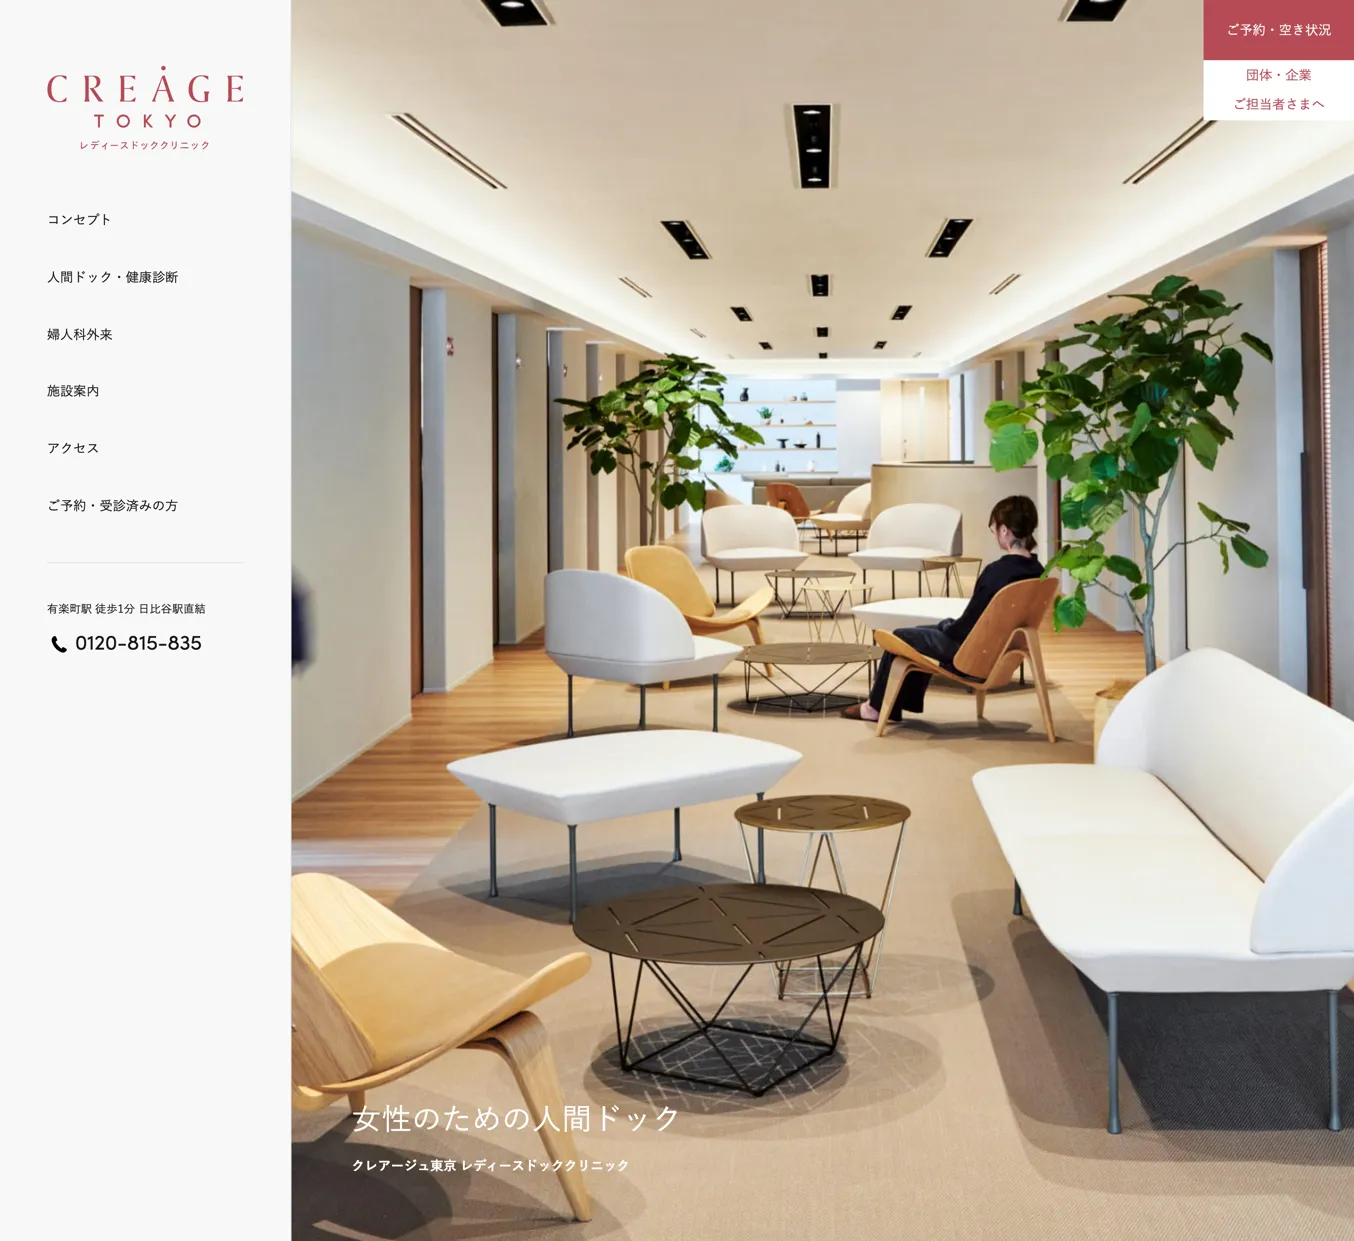 CREÅGE
TOKYO
レディースドッククリニック
コンセプト
人間ドック・健康診断
婦人科外来
施設案内
アクセス
ご予約・受診済みの方
有楽町駅 徒歩1分 日比谷駅直結
0120-815-835
ご予約・空き状況
団体・企業
ご担当者さまへ
女性のための人間ドック
クレアージュ東京 レディースドッククリニック